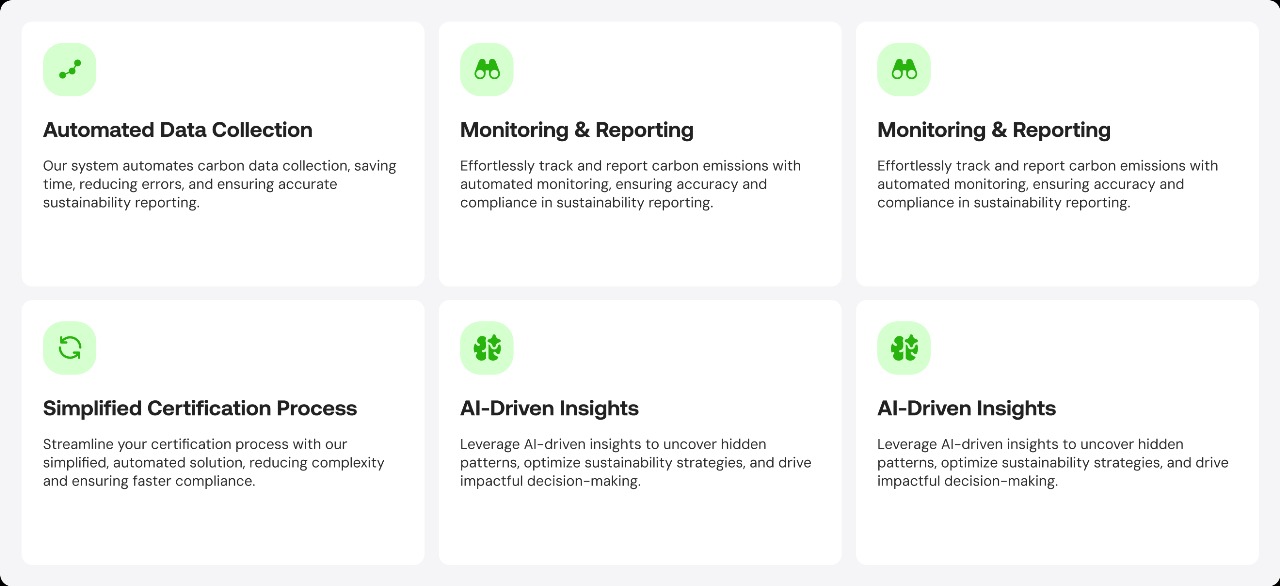 Automated Data Collection
Our system automates carbon data collection, saving
time, reducing errors, and ensuring accurate
sustainability reporting.
Monitoring & Reporting
Effortlessly track and report carbon emissions with
automated monitoring, ensuring accuracy and
compliance in sustainability reporting.
Monitoring & Reporting
Effortlessly track and report carbon emissions with
automated monitoring, ensuring accuracy and
compliance in sustainability reporting.
Simplified Certification Process
Streamline your certification process with our
simplified, automated solution, reducing complexity
and ensuring faster compliance.
AI-Driven Insights
Leverage AI-driven insights to uncover hidden
patterns, optimize sustainability strategies, and drive
impactful decision-making.
AI-Driven Insights
Leverage AI-driven insights to uncover hidden
patterns, optimize sustainability strategies, and drive
impactful decision-making.